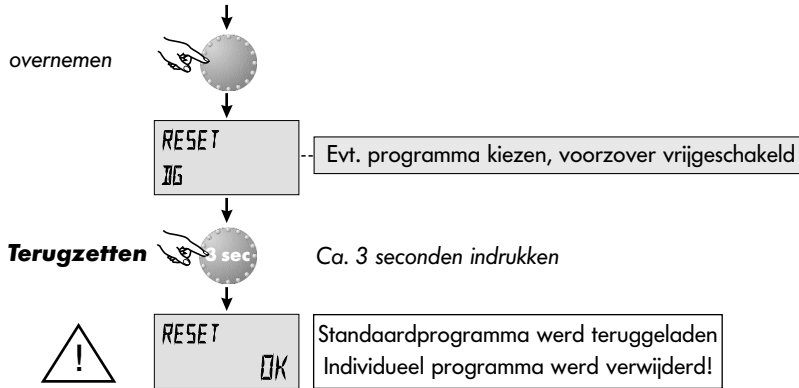 overnemen
RESET
DG
Evt. programma kiezen, voorzover vrijgeschakeld
Terugzetten
3 sec
Ca. 3 seconden indrukken
!
RESET
OK
Standaardprogramma werd teruggeladen
Individueel programma werd verwijderd!